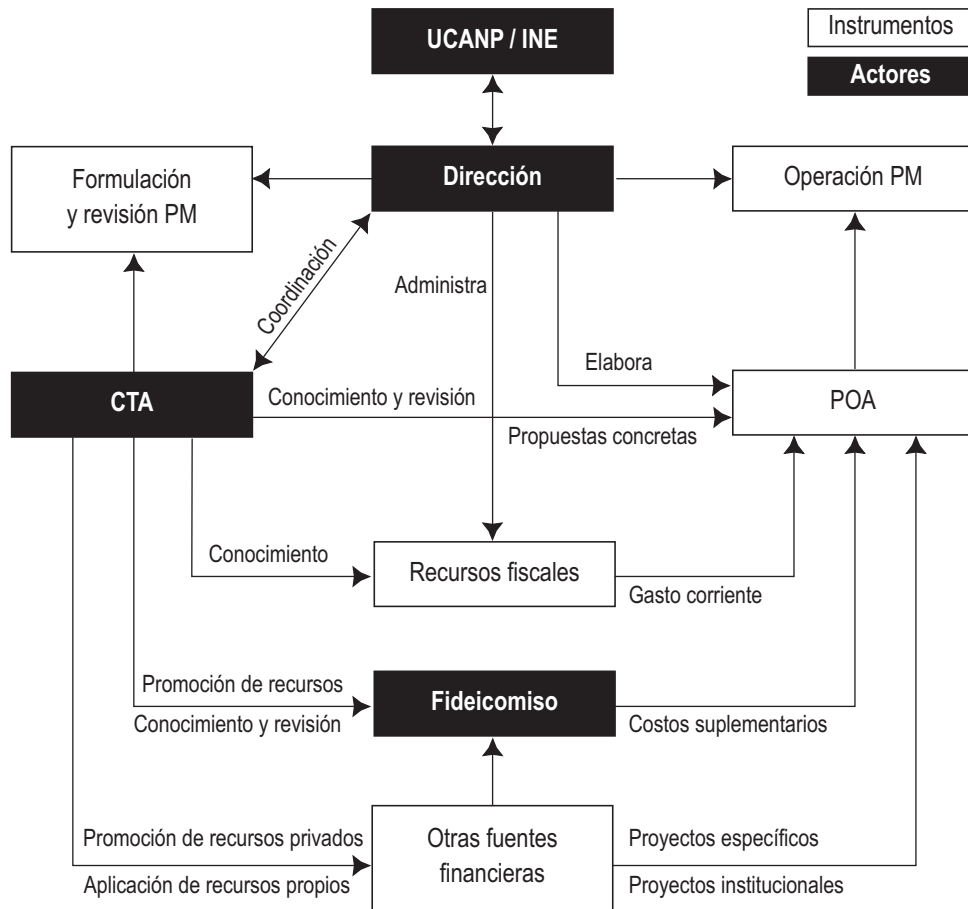 UCANP / INE
Instrumentos
Actores
Formulación
y revisión PM
Dirección
Operación PM
Coordinación
Administra
Elabora
CTA
Conocimiento y revisión
Propuestas concretas
POA
Conocimiento
Recursos fiscales
Gasto corriente
Promoción de recursos
Conocimiento y revisión
Fideicomiso
Costos suplementarios
Promoción de recursos privados
Aplicación de recursos propios
Otras fuentes
financieras
Proyectos específicos
Proyectos institucionales